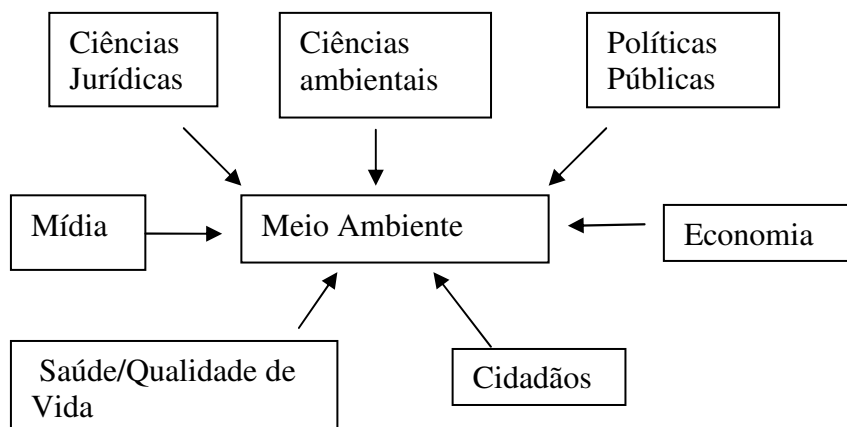 Ciências
Jurídicas
Ciências
ambientais
Políticas
Públicas
Mídia
Meio Ambiente
Economia
Saúde/Qualidade de
Vida
Cidadãos